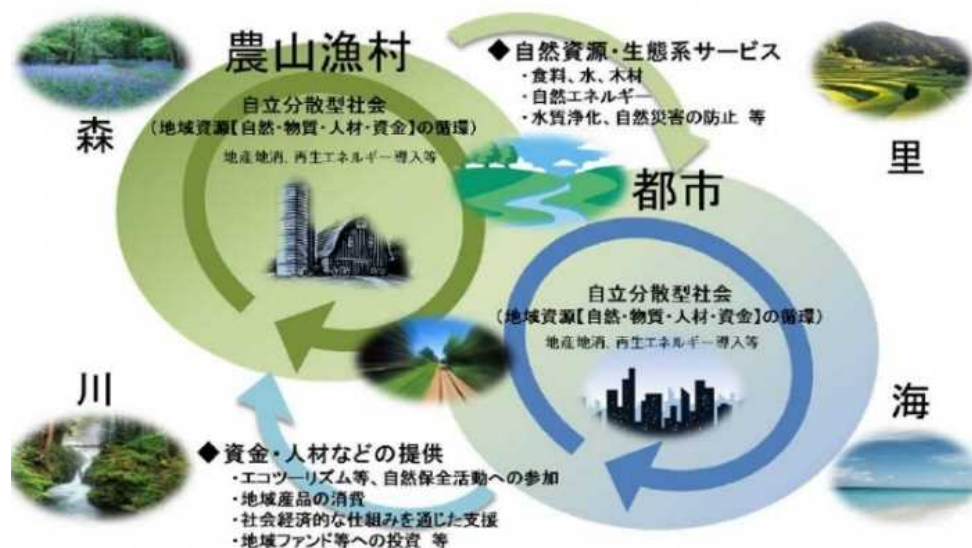 農山漁村
森
自立分散型社会
(地域資源【自然・物質・人材・資金】の循環)
地産地消、再生エネルギー導入等
◆自然資源・生態系サービス
・食料、水、木材
・自然エネルギー
・水質浄化、自然災害の防止 等
里
都市
自立分散型社会
(地域資源【自然・物質・人材・資金】の循環)
地産地消、再生エネルギー導入等
川
海
◆資金・人材などの提供
・エコツーリズム等、自然保全活動への参加
・地域産品の消費
・社会経済的な仕組みを通じた支援
・地域ファンド等への投資 等